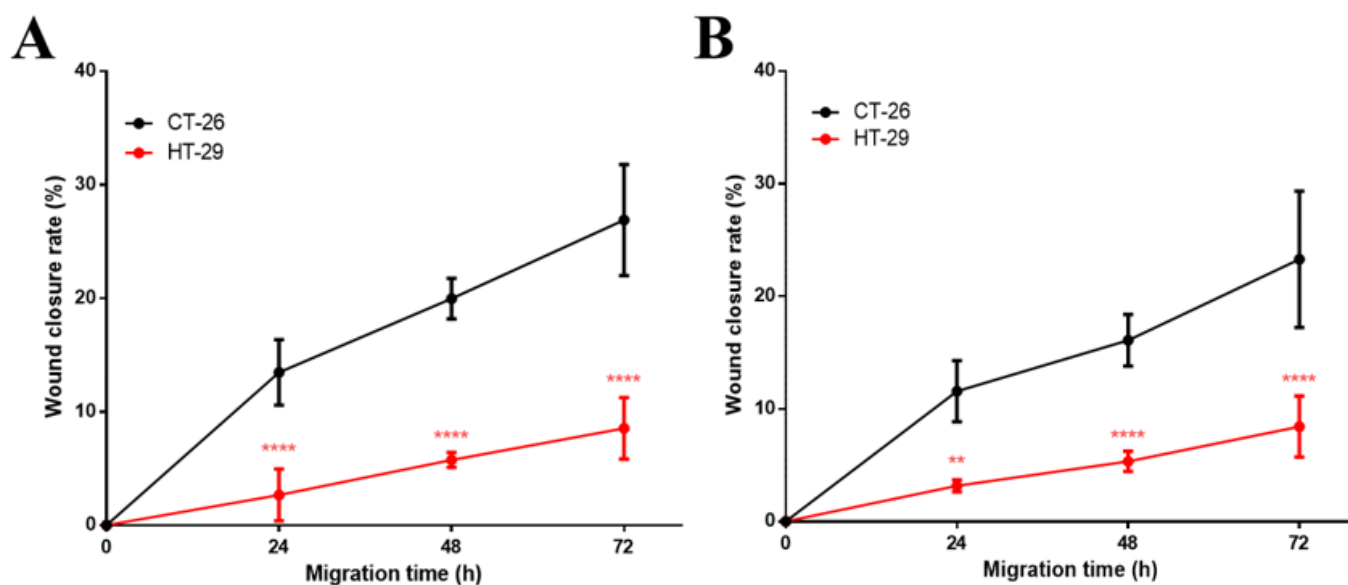 A
Wound closure rate (%)
40
30
20
10
0
CT-26
HT-29
****
****
****
0 24 48 72
Migration time (h)
B
Wound closure rate (%)
40
30
20
10
0
CT-26
HT-29
**
****
****
0 24 48 72
Migration time (h)